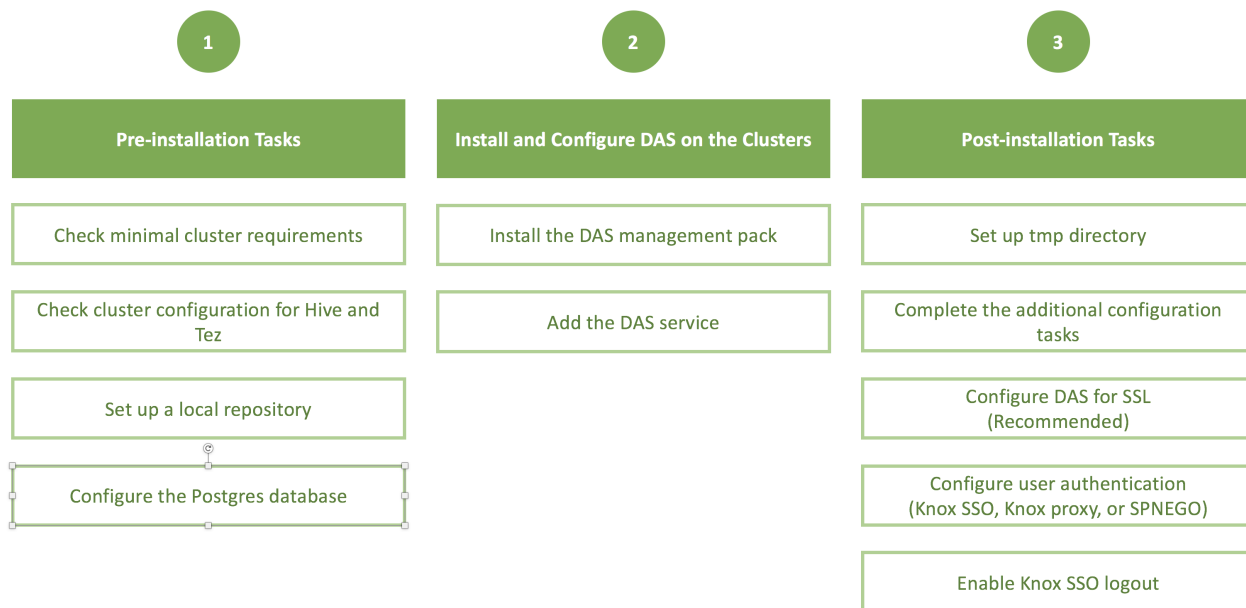 1
Pre-installation Tasks
Check minimal cluster requirements
Check cluster configuration for Hive and
Tez
Set up a local repository
Configure the Postgres database
2
Install and Configure DAS on the Clusters
Install the DAS management pack
Add the DAS service
3
Post-installation Tasks
Set up tmp directory
Complete the additional configuration
tasks
Configure DAS for SSL
(Recommended)
Configure user authentication
(Knox SSO, Knox proxy, or SPNEGO)
Enable Knox SSO logout